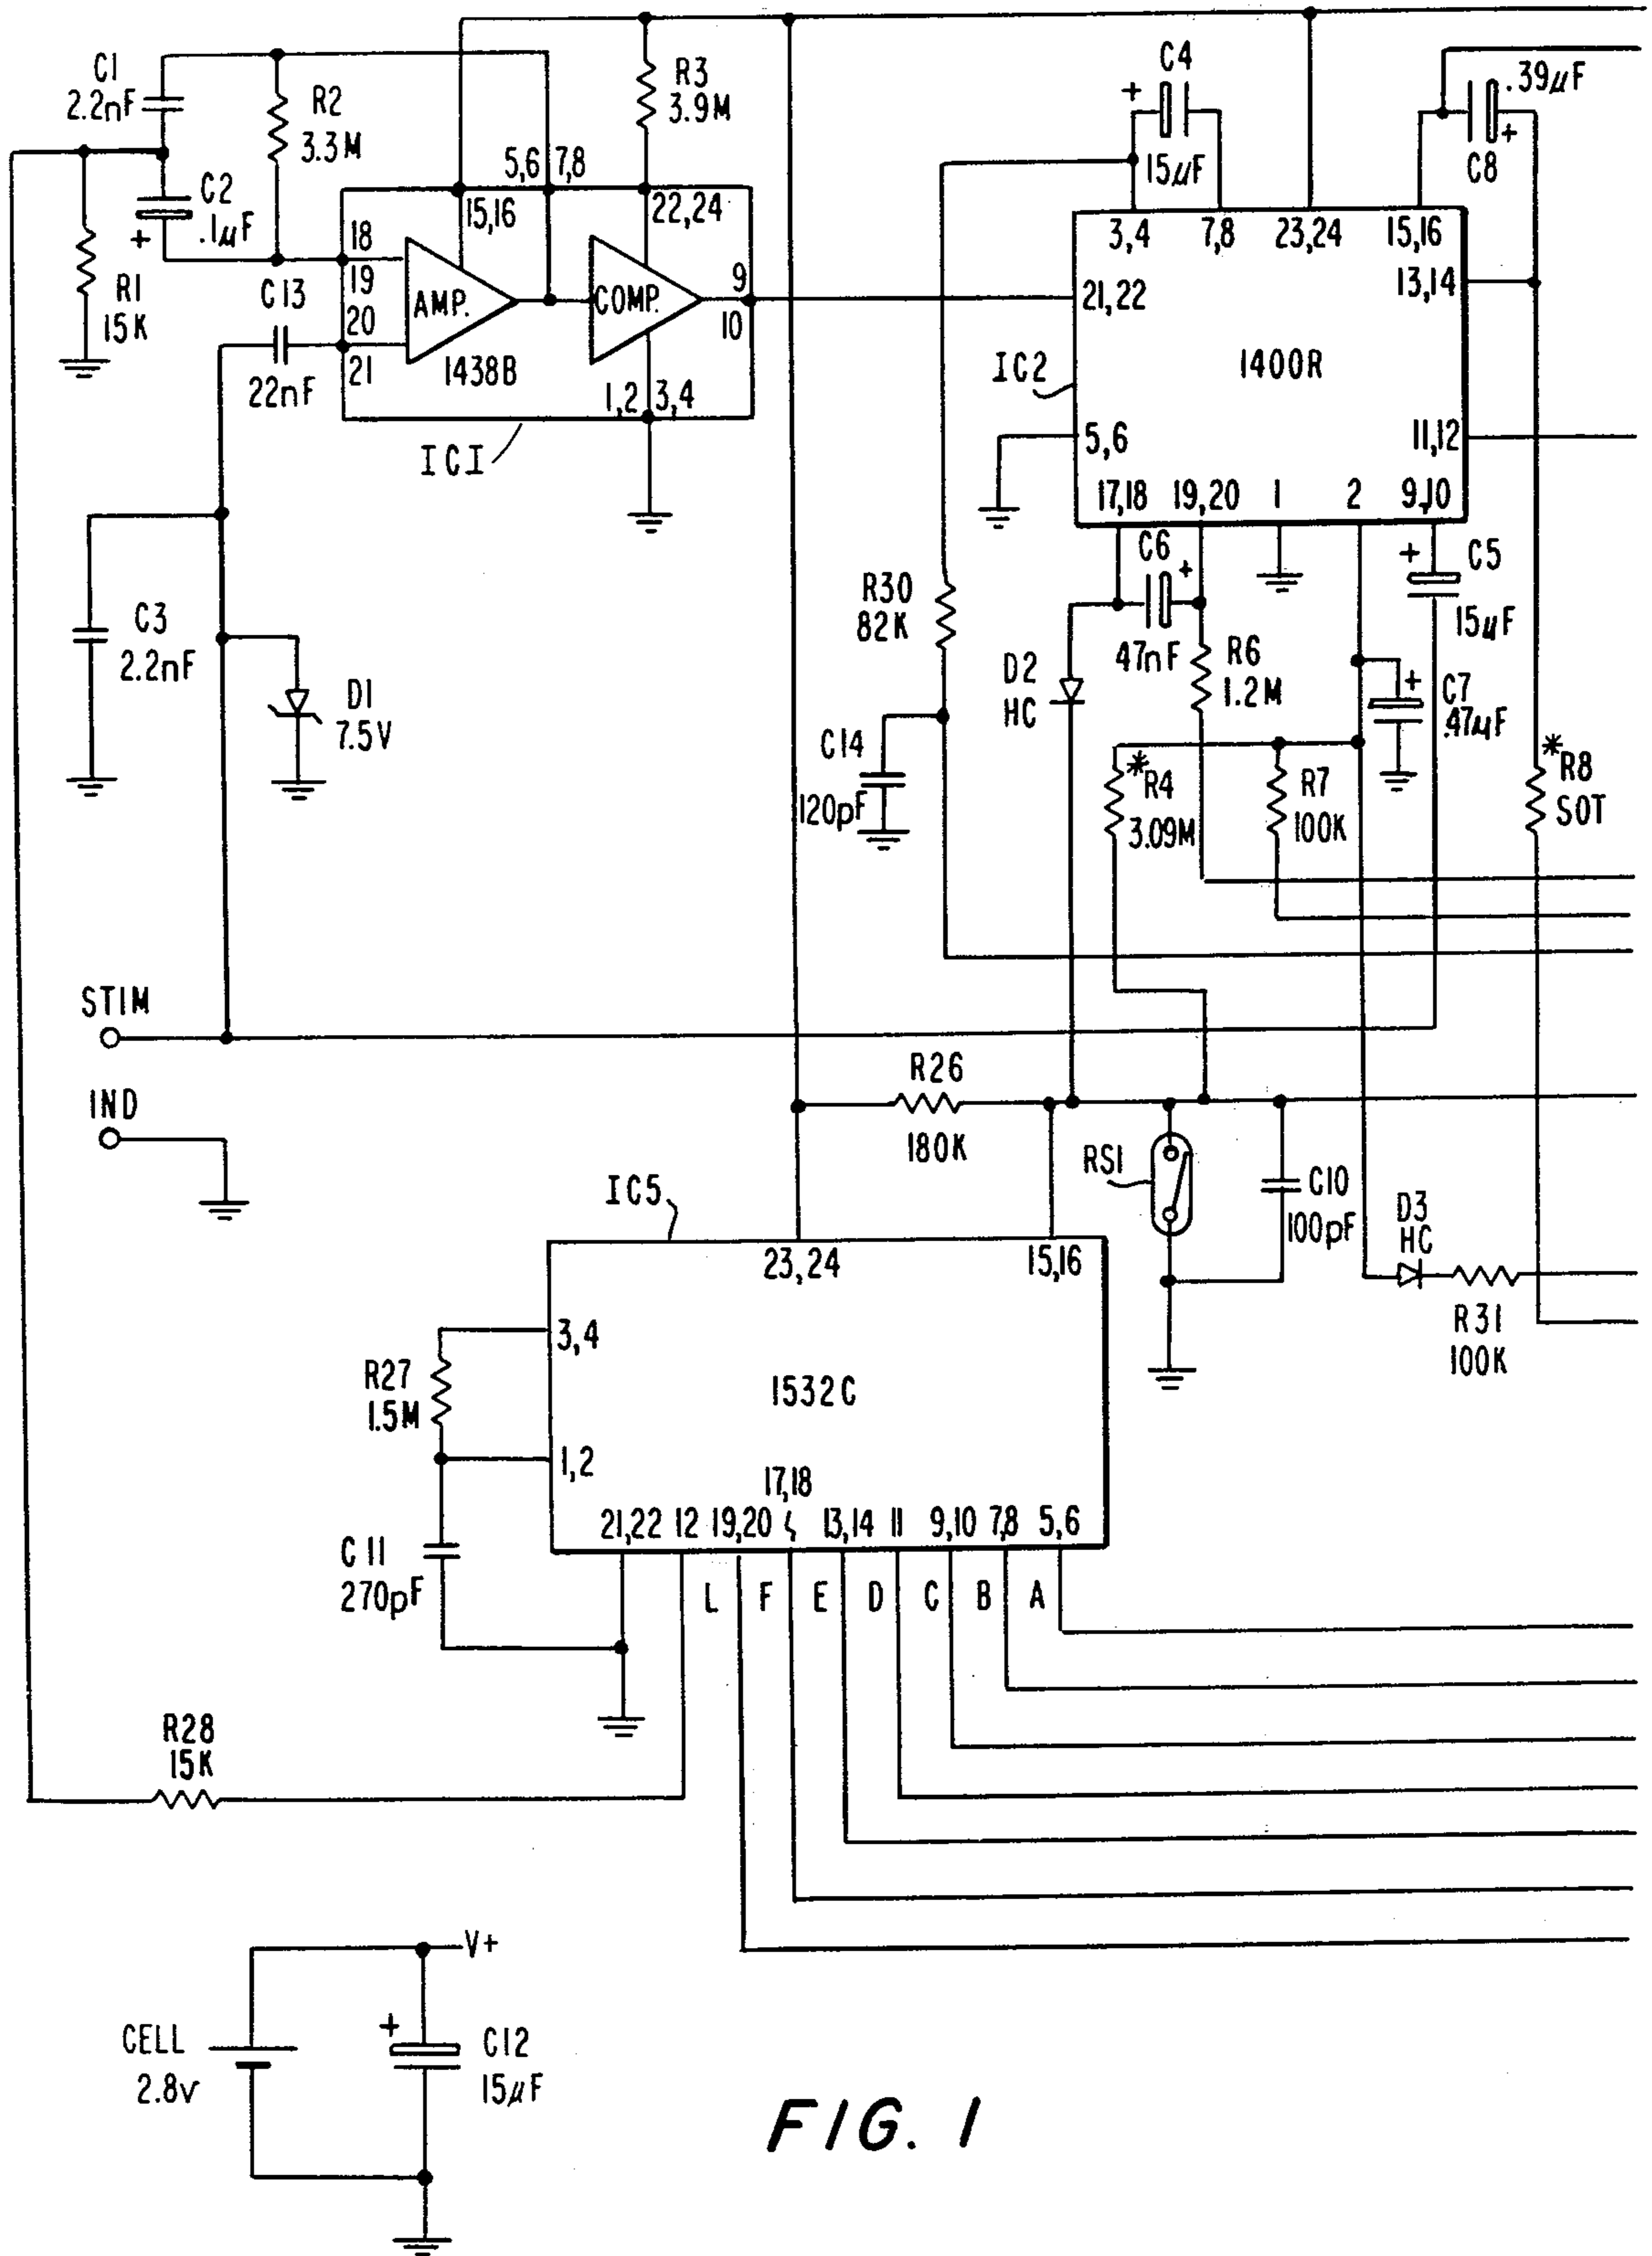 C1
2.2nF
R2
3.3M
R3
3.9M
C4
+
15µF
.39µF
+
C8
C2
.1µF
+
R1
15K
5,6
7,8
15,16
22,24
18
19
20
21
C13
22nF
AMP.
1438B
COMP.
9
10
1,2
3,4
IC1
3,4
7,8
23,24
15,16
13,14
21,22
1400R
IC2
5,6
11,12
17,18
19,20
1
2
9,10
C3
2.2nF
D1
7.5V
R30
82K
C14
120pF
D2
HC
C6
+
47nF
R6
1.2M
+
C5
15µF
+
C7
.47µF
*R4
3.09M
R7
100K
*R8
SOT
STIM
IND
R26
180K
RS1
C10
100pF
D3
HC
R31
100K
IC5
23,24
15,16
3,4
R27
1.5M
1532C
1,2
17,18
21,22
12
19,20
13,14
11
9,10
7,8
5,6
C11
270pF
L
F
E
D
C
B
A
R28
15K
V+
CELL
2.8v
+
C12
15µF
FIG. 1